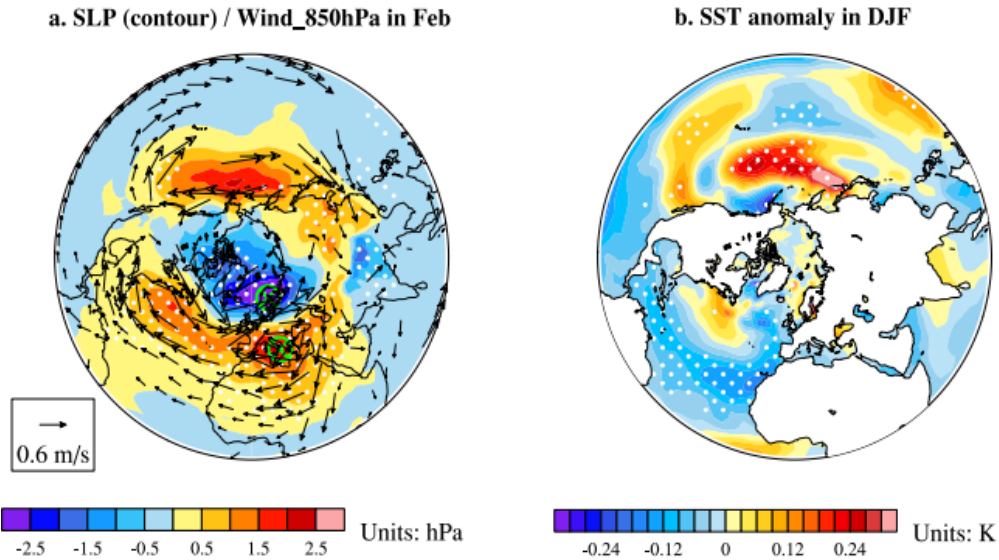 a. SLP (contour) / Wind_850hPa in Feb
b. SST anomaly in DJF
0.6 m/s
-2.5 -1.5 -0.5 0.5 1.5 2.5
Units: hPa
-0.24 -0.12 0 0.12 0.24
Units: K